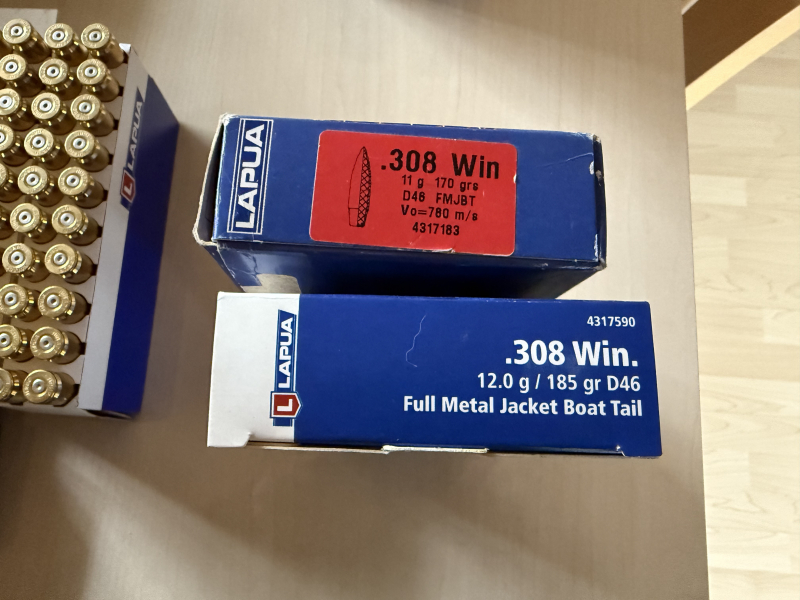 LAPUA
LAPUA
.308 Win
11 g 170 grs
D46 FMJBT
Vo=780 m/s
4317183
LAPUA
L
4317590
.308 Win.
12.0 g / 185 gr D46
Full Metal Jacket Boat Tail